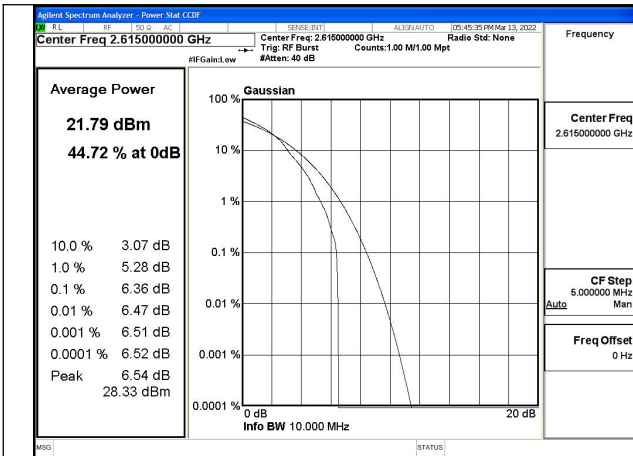 Agilent Spectrum Analyzer - Power Stat CCDF
RL RF 50 Ω AC SENSE:INT ALIGN AUTO 05:45:35 PM Mar 13, 2022
Center Freq 2.615000000 GHz
Center Freq: 2.615000000 GHz Radio Std: None
Trig: RF Burst Counts:1.00 M/1.00 Mpt
#IFGain:Low #Atten: 40 dB
Frequency
Average Power
21.79 dBm
44.72 % at 0dB
10.0 % 3.07 dB
1.0 % 5.28 dB
0.1 % 6.36 dB
0.01 % 6.47 dB
0.001 % 6.51 dB
0.0001 % 6.52 dB
Peak 6.54 dB
28.33 dBm
Gaussian
100 %
10 %
1 %
0.1 %
0.01 %
0.001 %
0.0001 %
0 dB 20 dB
Info BW 10.000 MHz
Center Freq
2.615000000 GHz
CF Step
5.000000 MHz
Auto Man
Freq Offset
0 Hz
MSG STATUS